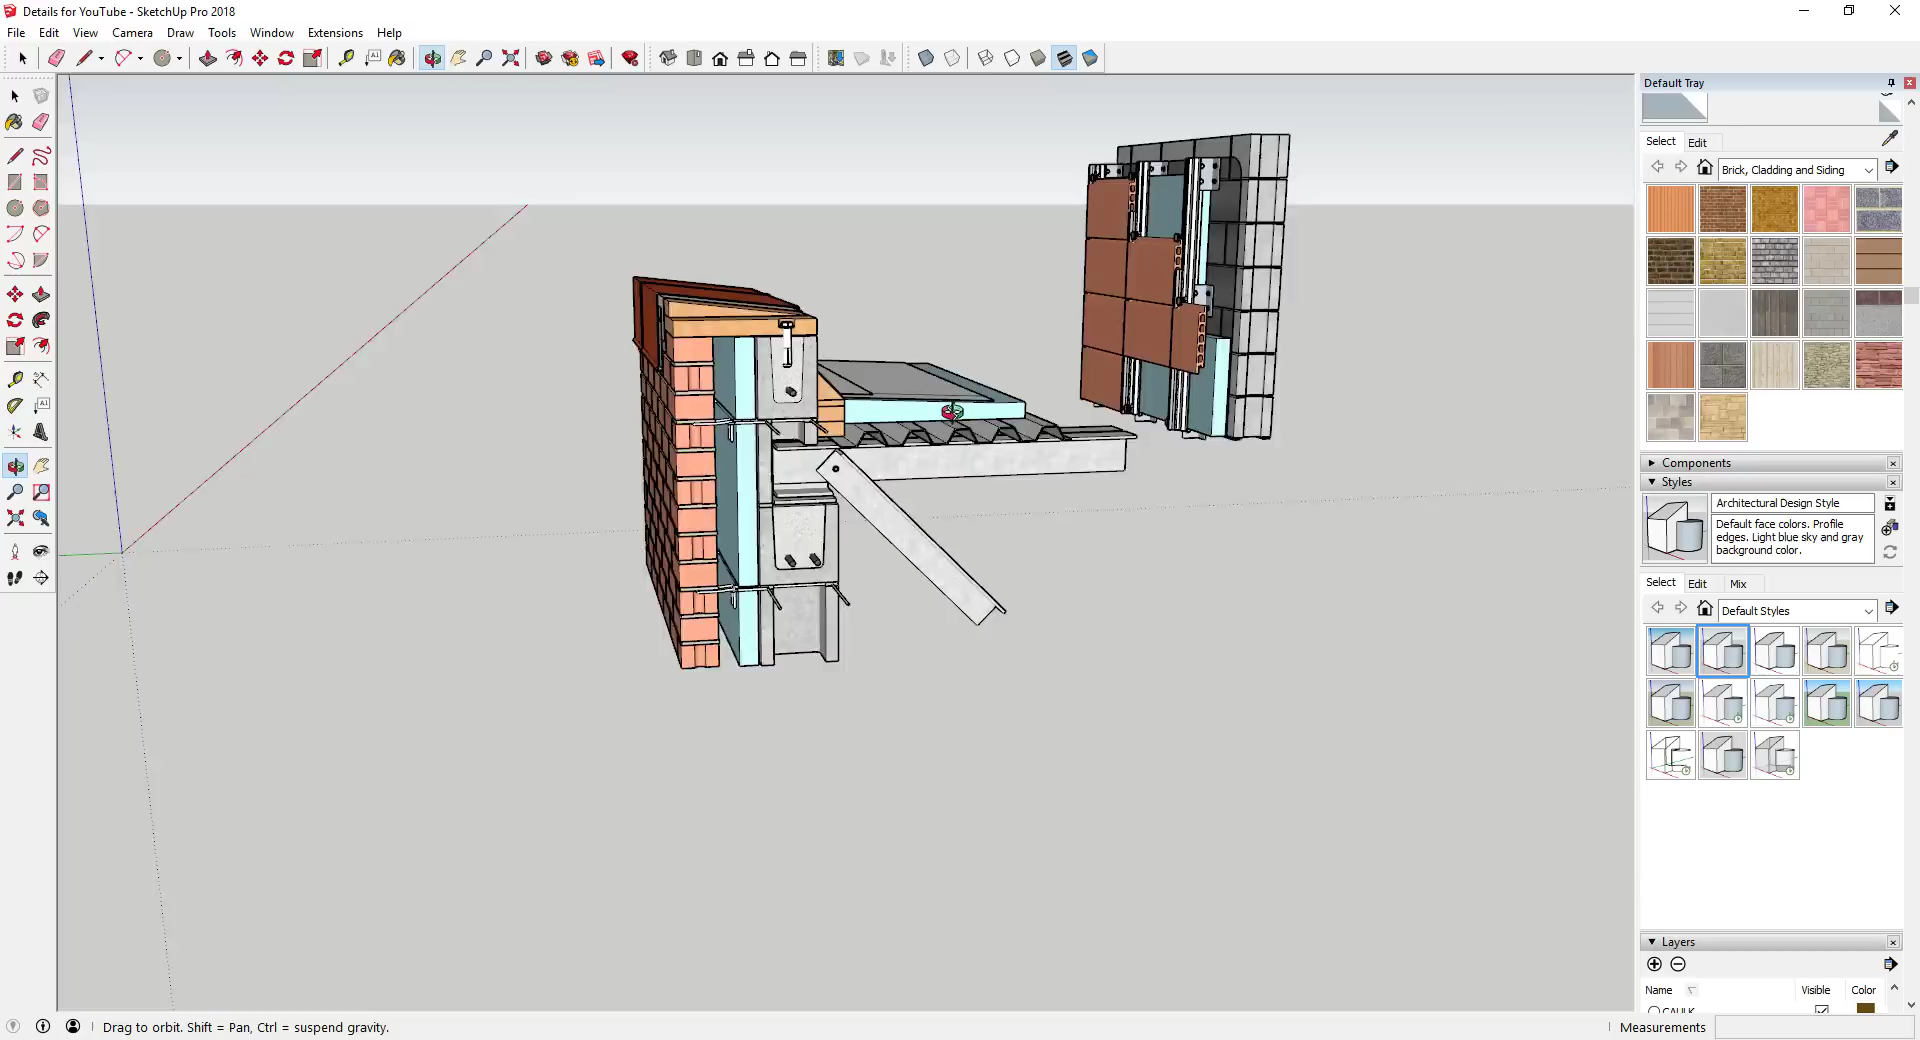 Details for YouTube - SketchUp Pro 2018
File Edit View Camera Draw Tools Window Extensions Help
Default Tray
Select Edit
Brick, Cladding and Siding
Components
Styles
Architectural Design Style
Default face colors. Profile
edges. Light blue sky and gray
background color.
Select Edit Mix
Default Styles
Layers
Name Visible Color
CAULK
Drag to orbit. Shift = Pan, Ctrl = suspend gravity.
Measurements